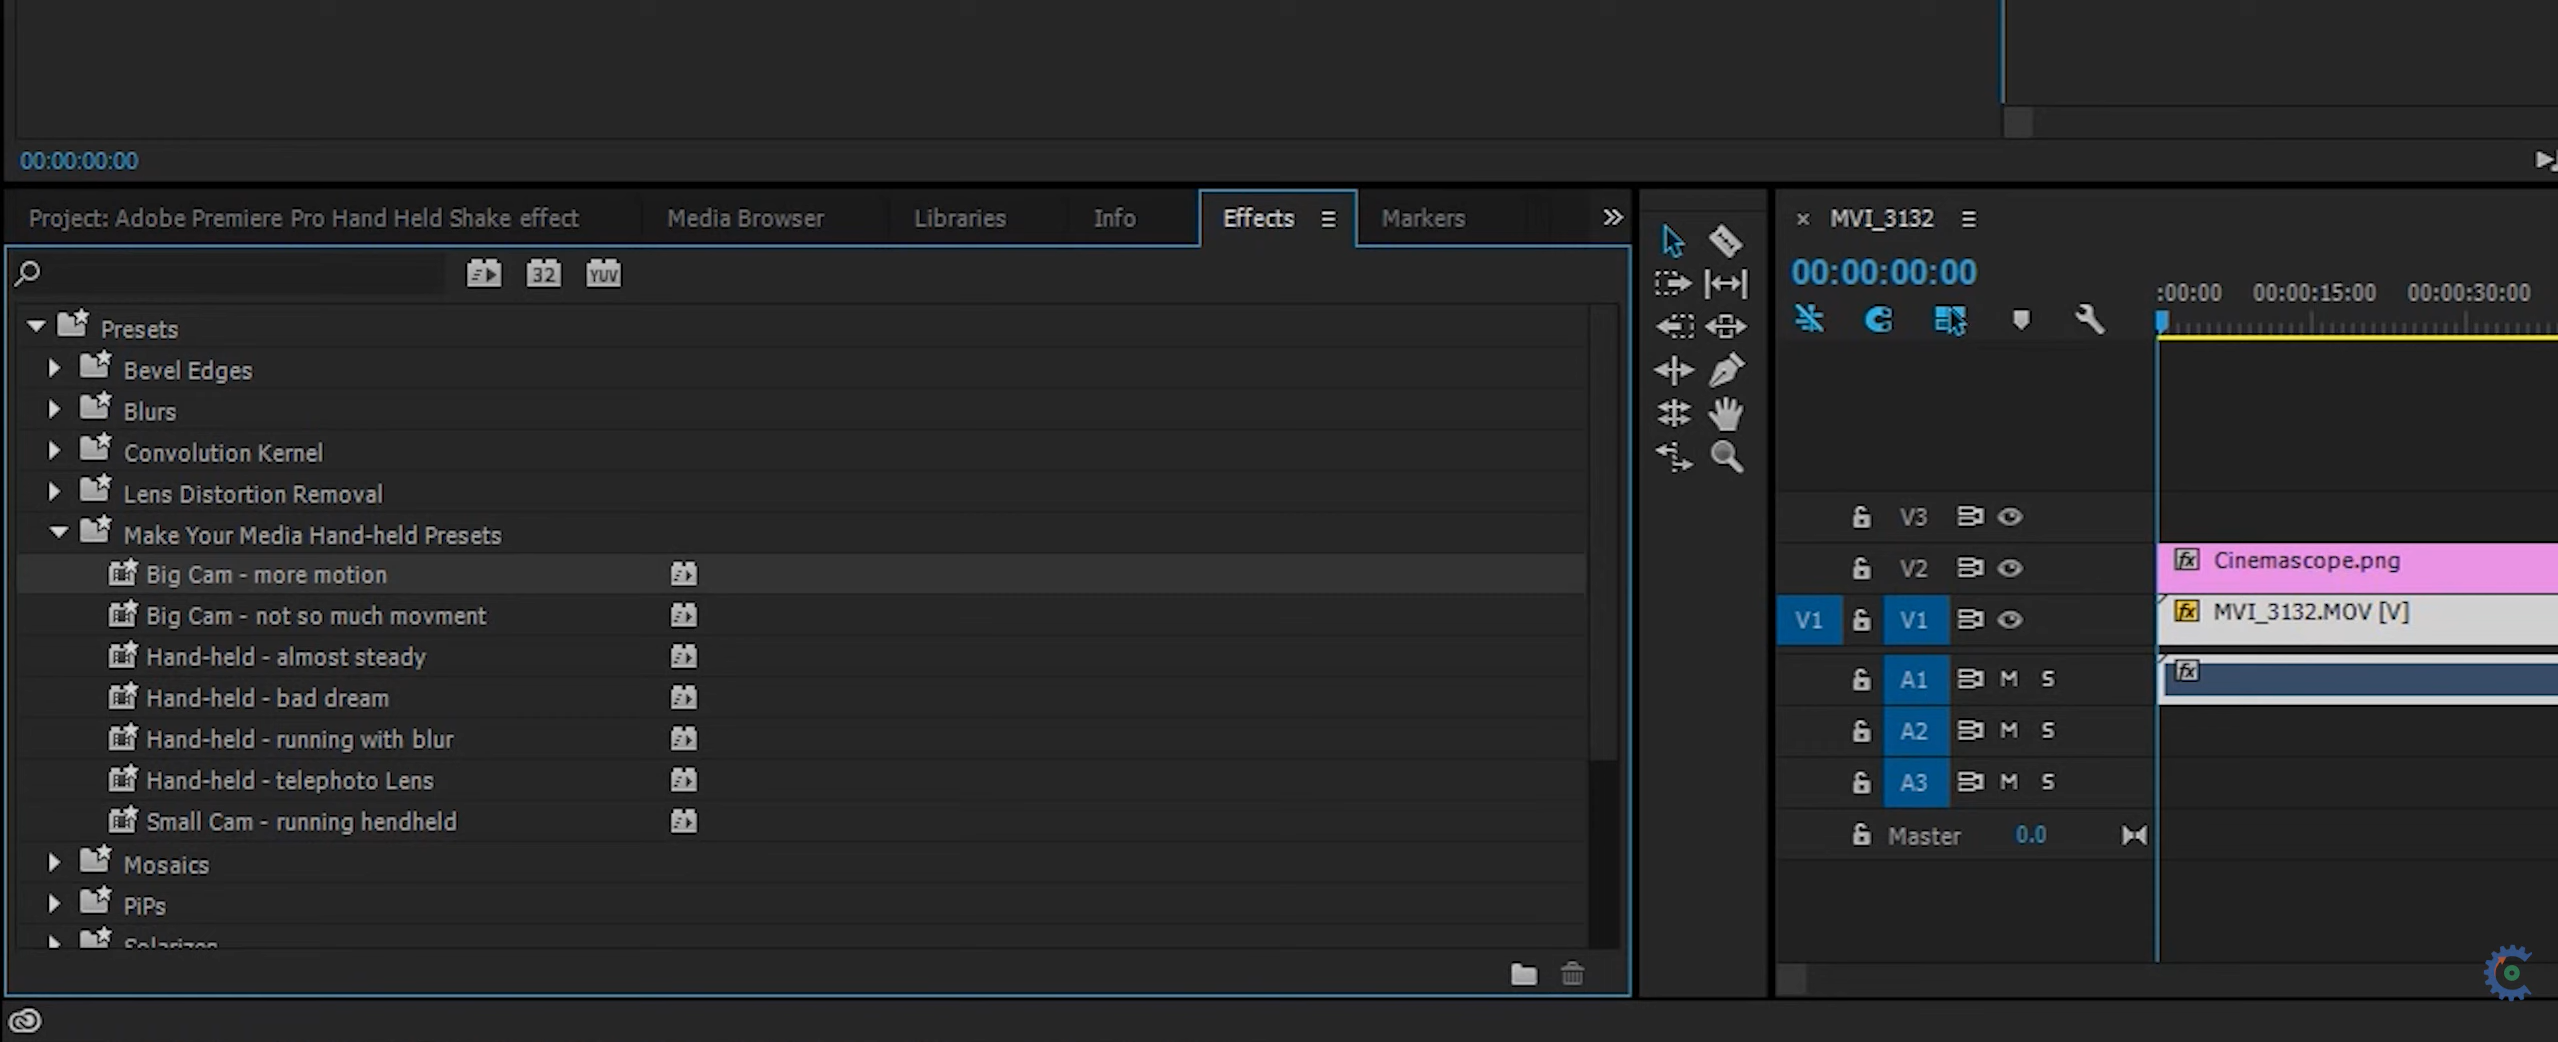 00:00:00:00
Project: Adobe Premiere Pro Hand Held Shake effect
Media Browser
Libraries
Info
Effects
Markers
32
YUV
Presets
Bevel Edges
Blurs
Convolution Kernel
Lens Distortion Removal
Make Your Media Hand-held Presets
Big Cam - more motion
Big Cam - not so much movment
Hand-held - almost steady
Hand-held - bad dream
Hand-held - running with blur
Hand-held - telephoto Lens
Small Cam - running hendheld
Mosaics
PiPs
Solarizes
MVI_3132
00:00:00:00
:00:00 00:00:15:00 00:00:30:00
V3
V2
fx Cinemascope.png
V1 V1
fx MVI_3132.MOV [V]
A1 M S
fx
A2 M S
A3 M S
Master 0.0